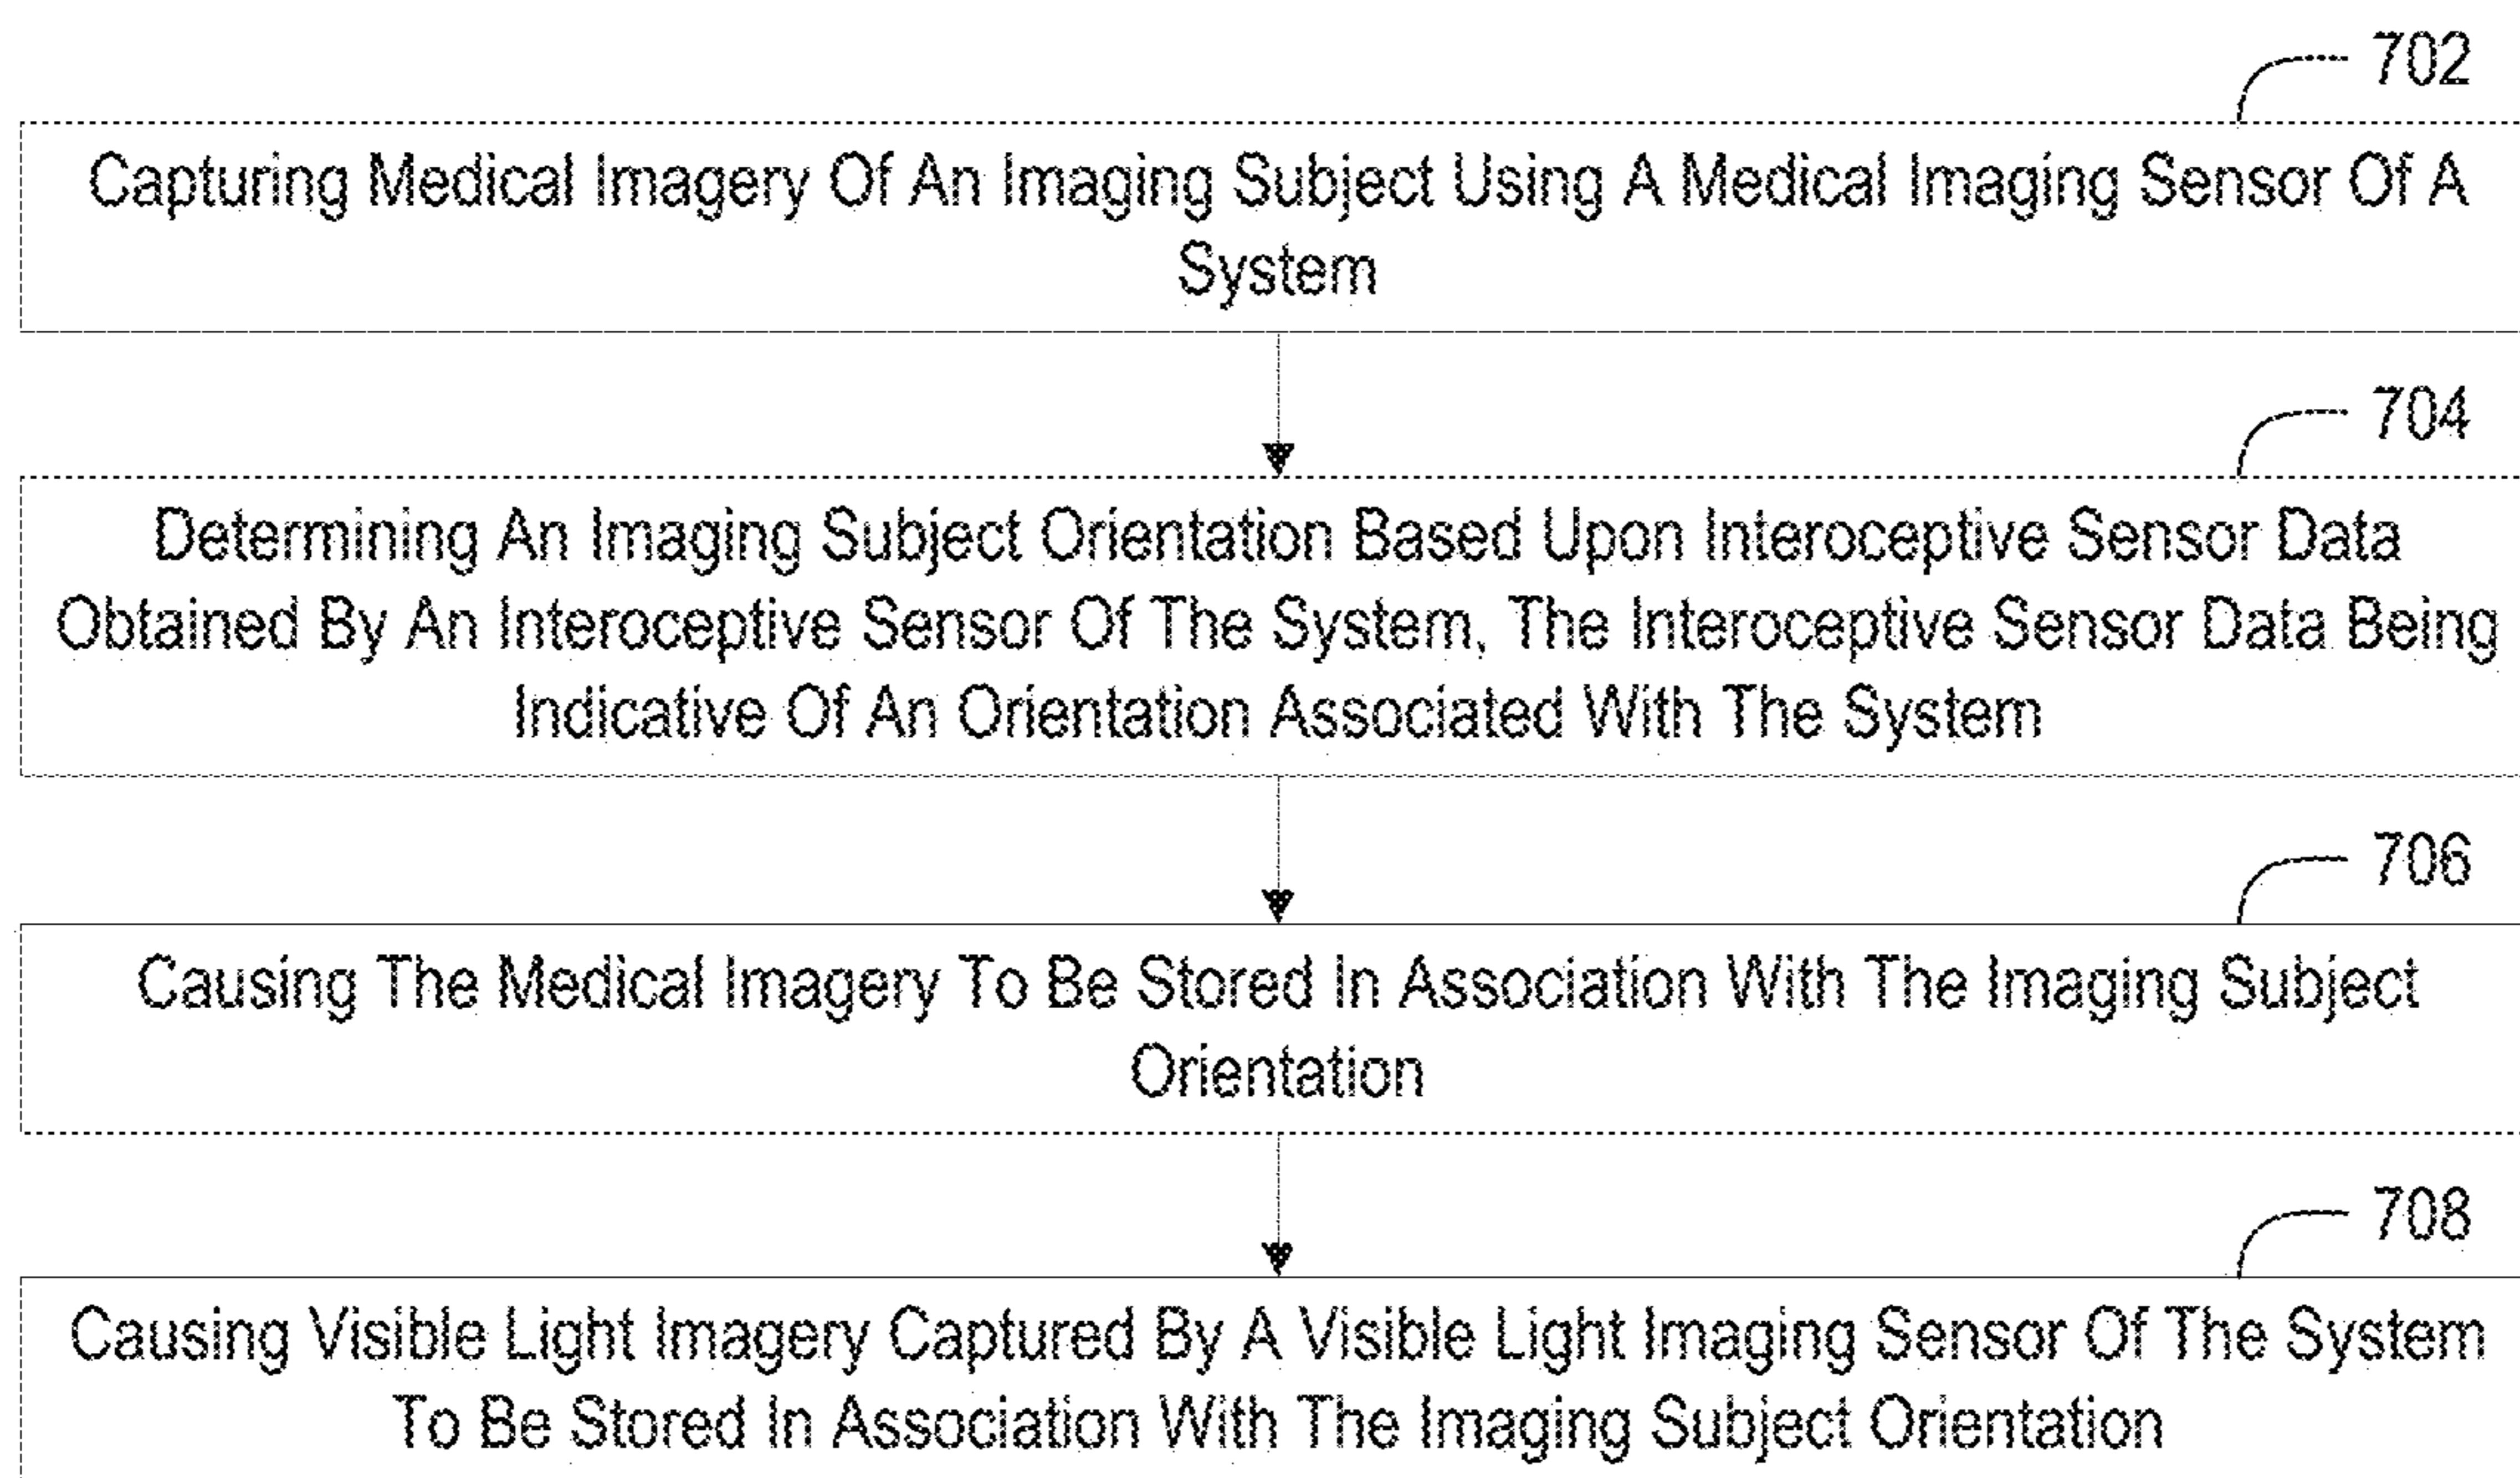 702
Capturing Medical Imagery Of An Imaging Subject Using A Medical Imaging Sensor Of A
System
704
Determining An Imaging Subject Orientation Based Upon Interoceptive Sensor Data
Obtained By An Interoceptive Sensor Of The System, The Interoceptive Sensor Data Being
Indicative Of An Orientation Associated With The System
706
Causing The Medical Imagery To Be Stored In Association With The Imaging Subject
Orientation
708
Causing Visible Light Imagery Captured By A Visible Light Imaging Sensor Of The System
To Be Stored In Association With The Imaging Subject Orientation